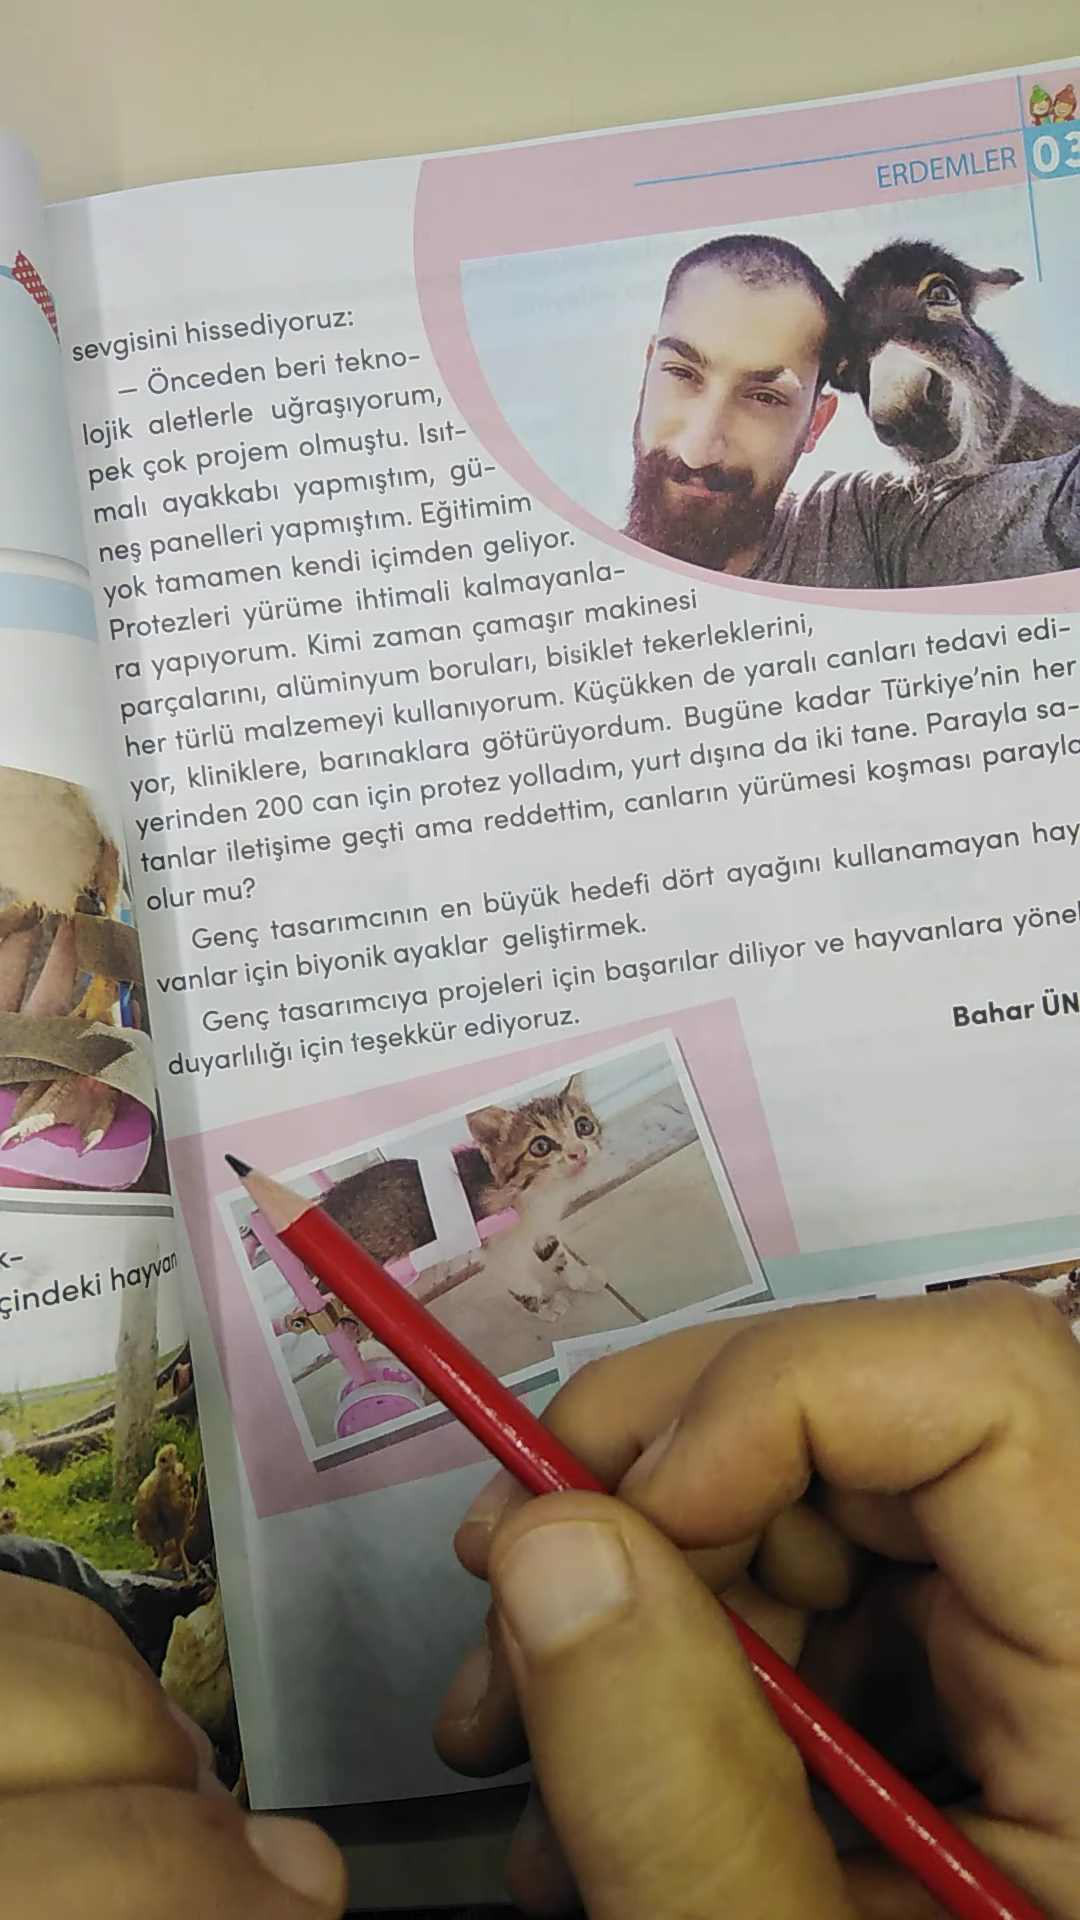 ERDEMLER 03
sevgisini hissediyoruz:
— Önceden beri tekno-
lojik aletlerle uğraşıyorum,
pek çok projem olmuştu. Isıt-
malı ayakkabı yapmıştım, gü-
neş panelleri yapmıştım. Eğitimim
yok tamamen kendi içimden geliyor.
Protezleri yürüme ihtimali kalmayanla-
ra yapıyorum. Kimi zaman çamaşır makinesi
parçalarını, alüminyum boruları, bisiklet tekerleklerini,
her türlü malzemeyi kullanıyorum. Küçükken de yaralı canları tedavi edi-
yor, kliniklere, barınaklara götürüyordum. Bugüne kadar Türkiye’nin her
yerinden 200 can için protez yolladım, yurt dışına da iki tane. Parayla sa-
tanlar iletişime geçti ama reddettim, canların yürümesi koşması parayla
olur mu?
Genç tasarımcının en büyük hedefi dört ayağını kullanamayan hay
vanlar için biyonik ayaklar geliştirmek.
Genç tasarımcıya projeleri için başarılar diliyor ve hayvanlara yönel
duyarlılığı için teşekkür ediyoruz.
Bahar ÜN
çindeki hayvan